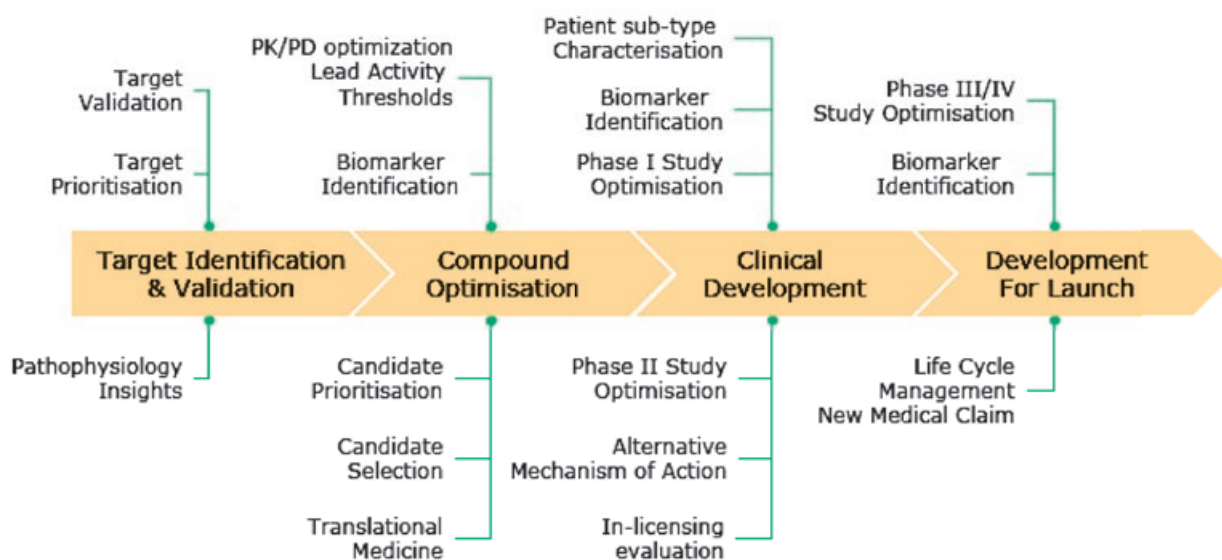 Target
Validation
Target
Prioritisation
PK/PD optimization
Lead Activity
Thresholds
Biomarker
Identification
Patient sub-type
Characterisation
Biomarker
Identification
Phase I Study
Optimisation
Phase III/IV
Study Optimisation
Biomarker
Identification
Target Identification
& Validation
Compound
Optimisation
Clinical
Development
Development
For Launch
Pathophysiology
Insights
Candidate
Prioritisation
Candidate
Selection
Translational
Medicine
Phase II Study
Optimisation
Alternative
Mechanism of Action
In-licensing
evaluation
Life Cycle
Management
New Medical Claim